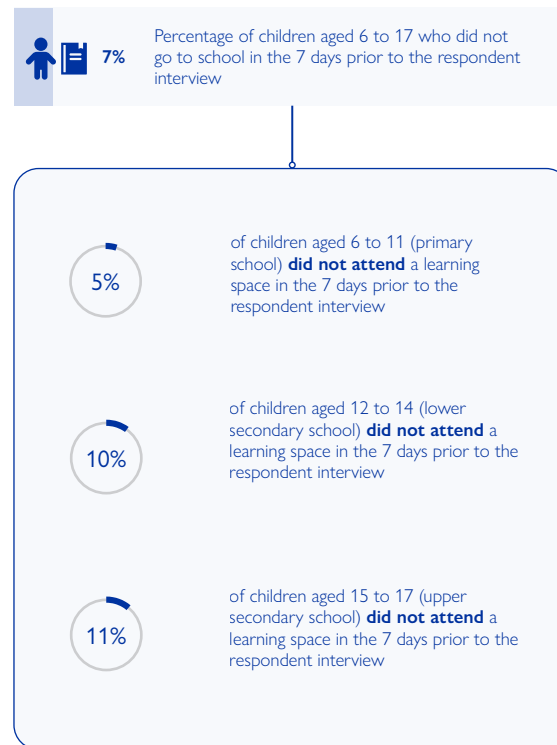 7%
Percentage of children aged 6 to 17 who did not
go to school in the 7 days prior to the respondent
interview
5%
of children aged 6 to 11 (primary
school) did not attend a learning
space in the 7 days prior to the
respondent interview
10%
of children aged 12 to 14 (lower
secondary school) did not attend a
learning space in the 7 days prior to the
respondent interview
11%
of children aged 15 to 17 (upper
secondary school) did not attend a
learning space in the 7 days prior to the
respondent interview